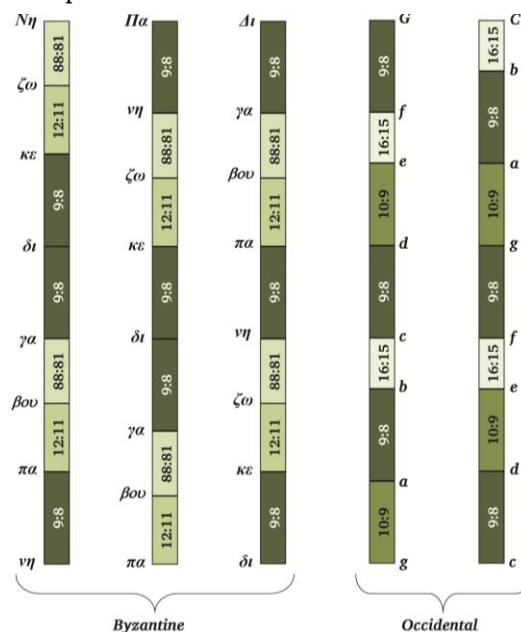 Νη
88:81
ζω
12:11
κε
9:8
δι
9:8
γα
88:81
βου
12:11
πα
9:8
νη
Πα
9:8
νη
88:81
ζω
12:11
κε
9:8
δι
9:8
γα
88:81
βου
12:11
πα
Δι
9:8
γα
88:81
βου
12:11
πα
9:8
νη
88:81
ζω
12:11
κε
9:8
δι
G
9:8
f
16:15
e
10:9
d
9:8
c
16:15
b
9:8
a
10:9
g
C
16:15
b
9:8
a
10:9
g
9:8
f
16:15
e
10:9
d
9:8
c
Byzantine
Occidental